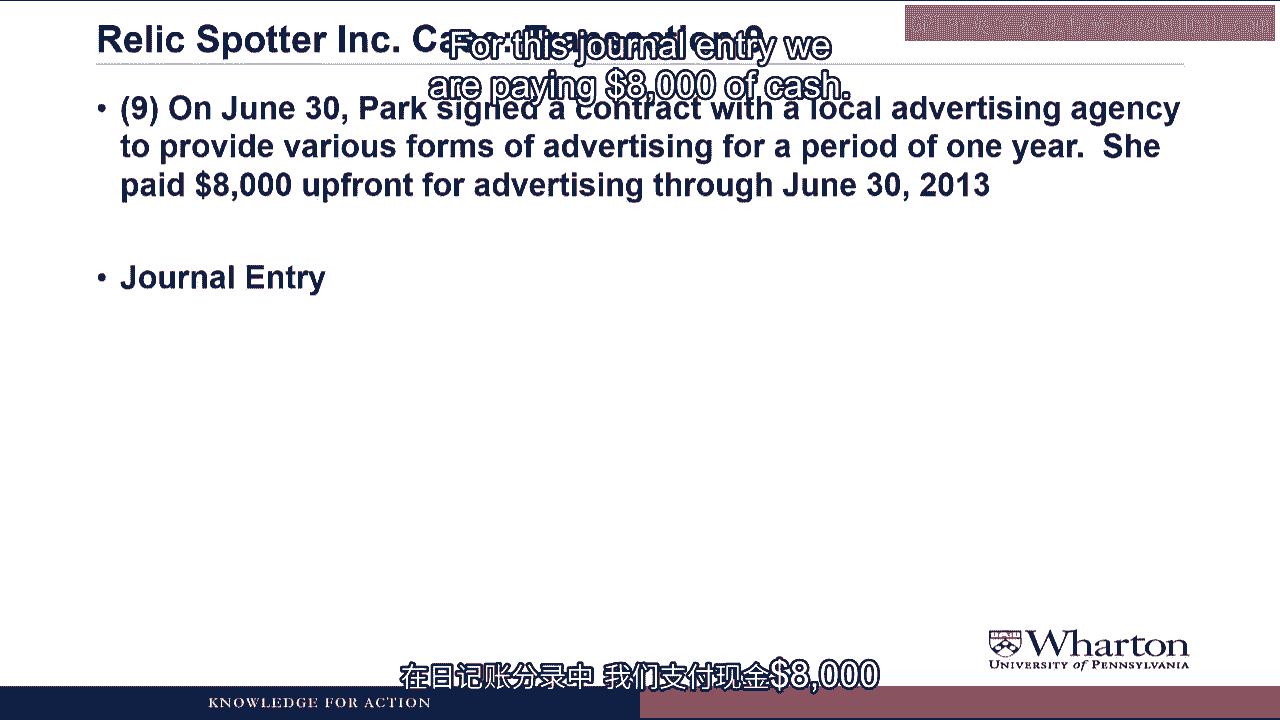 Relic Spotter Inc. Case: Transaction 9
For this journal entry we
are paying $8,000 of cash.
• (9) On June 30, Park signed a contract with a local advertising agency
to provide various forms of advertising for a period of one year. She
paid $8,000 upfront for advertising through June 30, 2013
• Journal Entry
Wharton
UNIVERSITY of PENNSYLVANIA
在日记账分录中 我们支付现金$8,000
KNOWLEDGE FOR ACTION